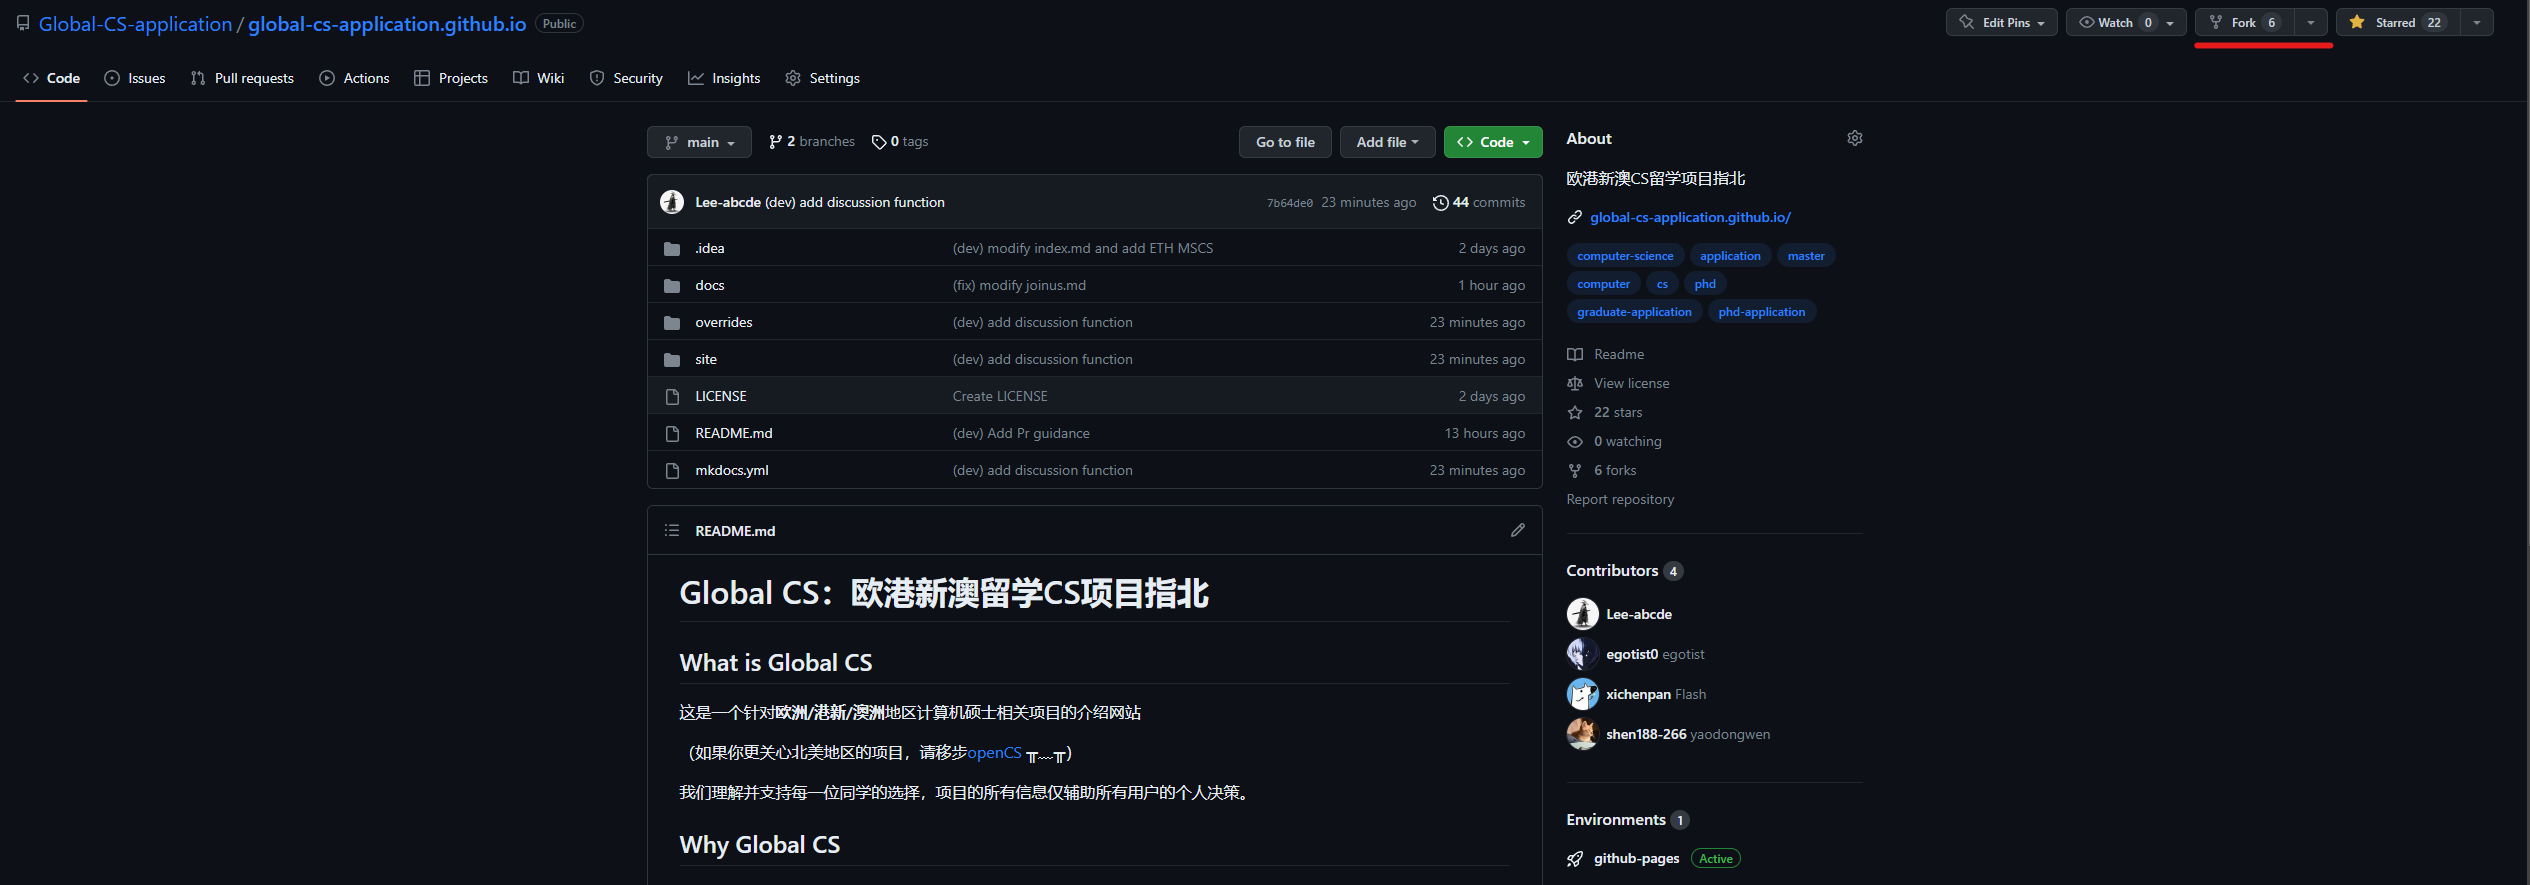 Global-CS-application / global-cs-application.github.io Public
Edit Pins Watch 0 Fork 6 Starred 22
Code Issues Pull requests Actions Projects Wiki Security Insights Settings
main 2 branches 0 tags Go to file Add file Code
Lee-abcde (dev) add discussion function 7b64de0 23 minutes ago 44 commits
.idea (dev) modify index.md and add ETH MSCS 2 days ago
docs (fix) modify joinus.md 1 hour ago
overrides (dev) add discussion function 23 minutes ago
site (dev) add discussion function 23 minutes ago
LICENSE Create LICENSE 2 days ago
README.md (dev) Add Pr guidance 13 hours ago
mkdocs.yml (dev) add discussion function 23 minutes ago
README.md
Global CS：欧港新澳留学CS项目指北
What is Global CS
这是一个针对欧洲/港新/澳洲地区计算机硕士相关项目的介绍网站
（如果你更关心北美地区的项目，请移步openCS ╥﹏╥）
我们理解并支持每一位同学的选择，项目的所有信息仅辅助所有用户的个人决策。
Why Global CS
About
欧港新澳CS留学项目指北
global-cs-application.github.io/
computer-science application master
computer cs phd
graduate-application phd-application
Readme
View license
22 stars
0 watching
6 forks
Report repository
Contributors 4
Lee-abcde
egotist0 egotist
xichenpan Flash
shen188-266 yaodongwen
Environments 1
github-pages Active